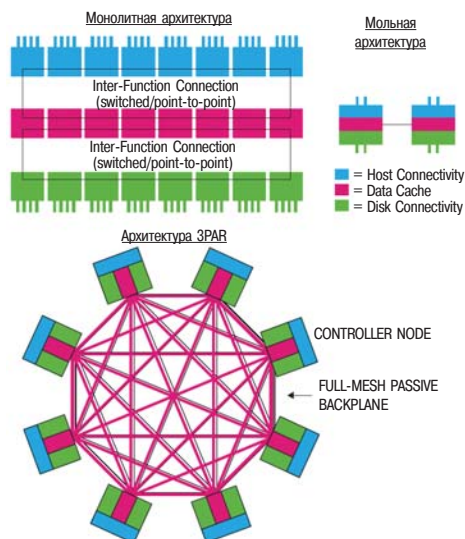 Монолитная архитектура
Inter-Function Connection
(switched/point-to-point)
Inter-Function Connection
(switched/point-to-point)
Мольная
архитектура
= Host Connectivity
= Data Cache
= Disk Connectivity
Архитектура 3PAR
CONTROLLER NODE
FULL-MESH PASSIVE
BACKPLANE